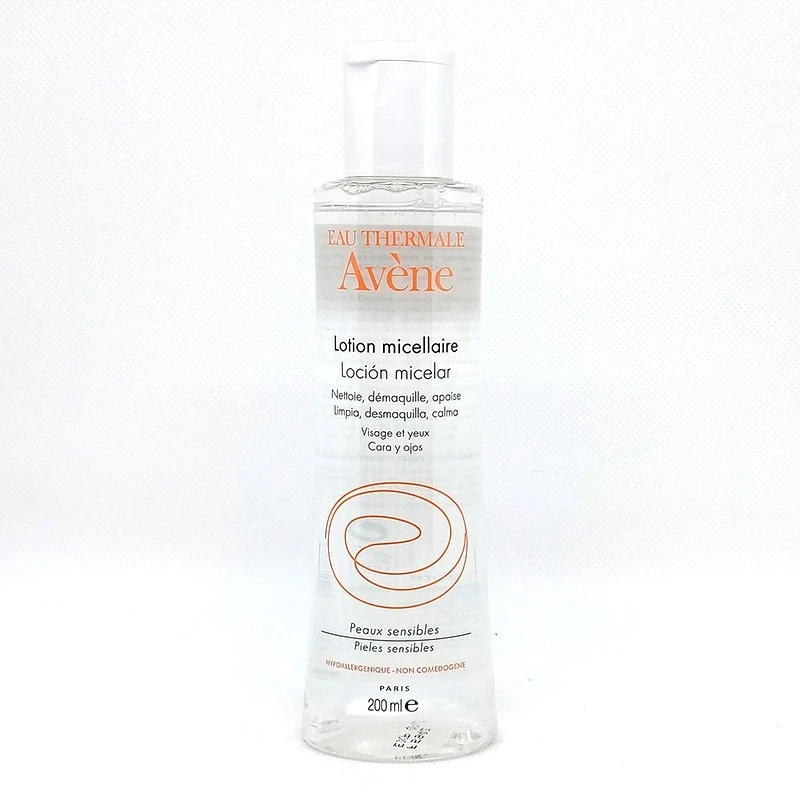 EAU THERMALE
Avène
Lotion micellaire
Loción micelar
Nettoie, démaquille, apaise
Limpia, desmaquilla, calma
Visage et yeux
Cara y ojos
Peaux sensibles
Pieles sensibles
HYPOALLERGENIQUE - NON COMEDOGENE
PARIS
200 ml e